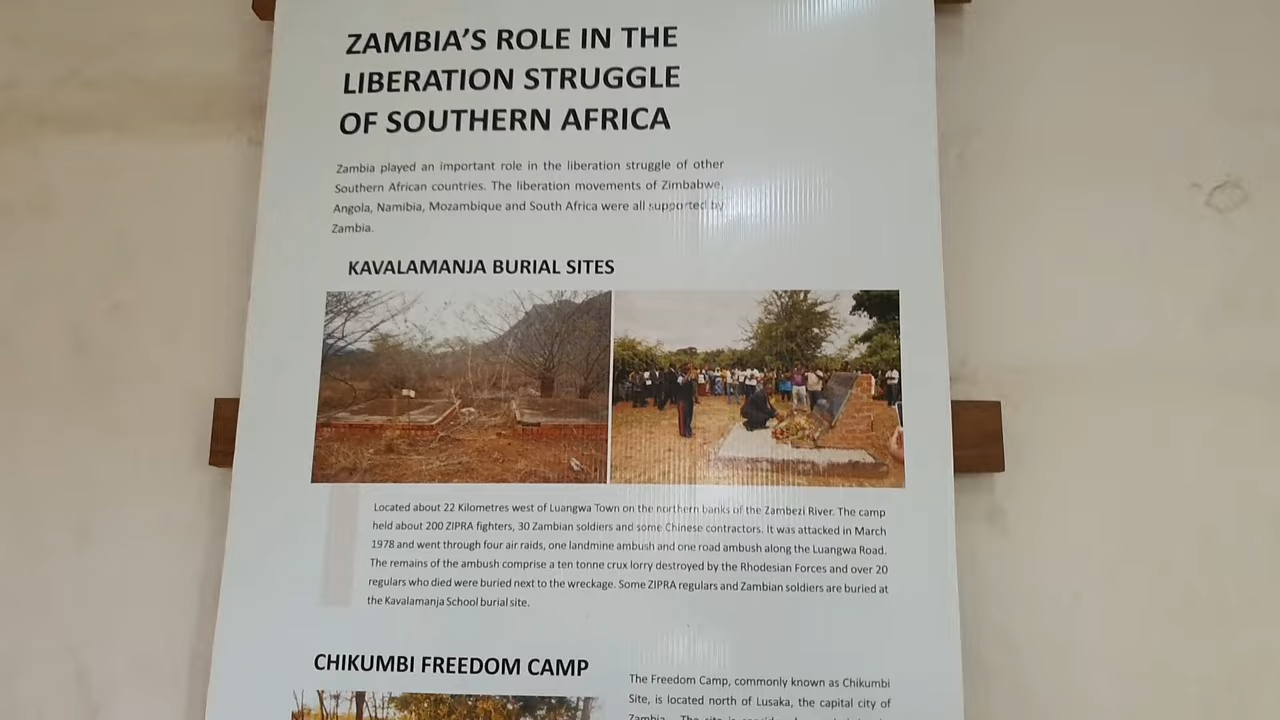 ZAMBIA'S ROLE IN THE
LIBERATION STRUGGLE
OF SOUTHERN AFRICA
Zambia played an important role in the liberation struggle of other
Southern African countries. The liberation movements of Zimbabwe,
Angola, Namibia, Mozambique and South Africa were all supported by
Zambia.
KAVALAMANJA BURIAL SITES
Located about 22 Kilometres west of Luangwa Town on the northern banks of the Zambezi River. The camp
held about 200 ZIPRA fighters, 30 Zambian soldiers and some Chinese contractors. It was attacked in March
1978 and went through four air raids, one landmine ambush and one road ambush along the Luangwa Road.
The remains of the ambush comprise a ten tonne crux lorry destroyed by the Rhodesian Forces and over 20
regulars who died were buried next to the wreckage. Some ZIPRA regulars and Zambian soldiers are buried at
the Kavalamanja School burial site.
CHIKUMBI FREEDOM CAMP
The Freedom Camp, commonly known as Chikumbi
Site, is located north of Lusaka, the capital city of
Zambia. The site is